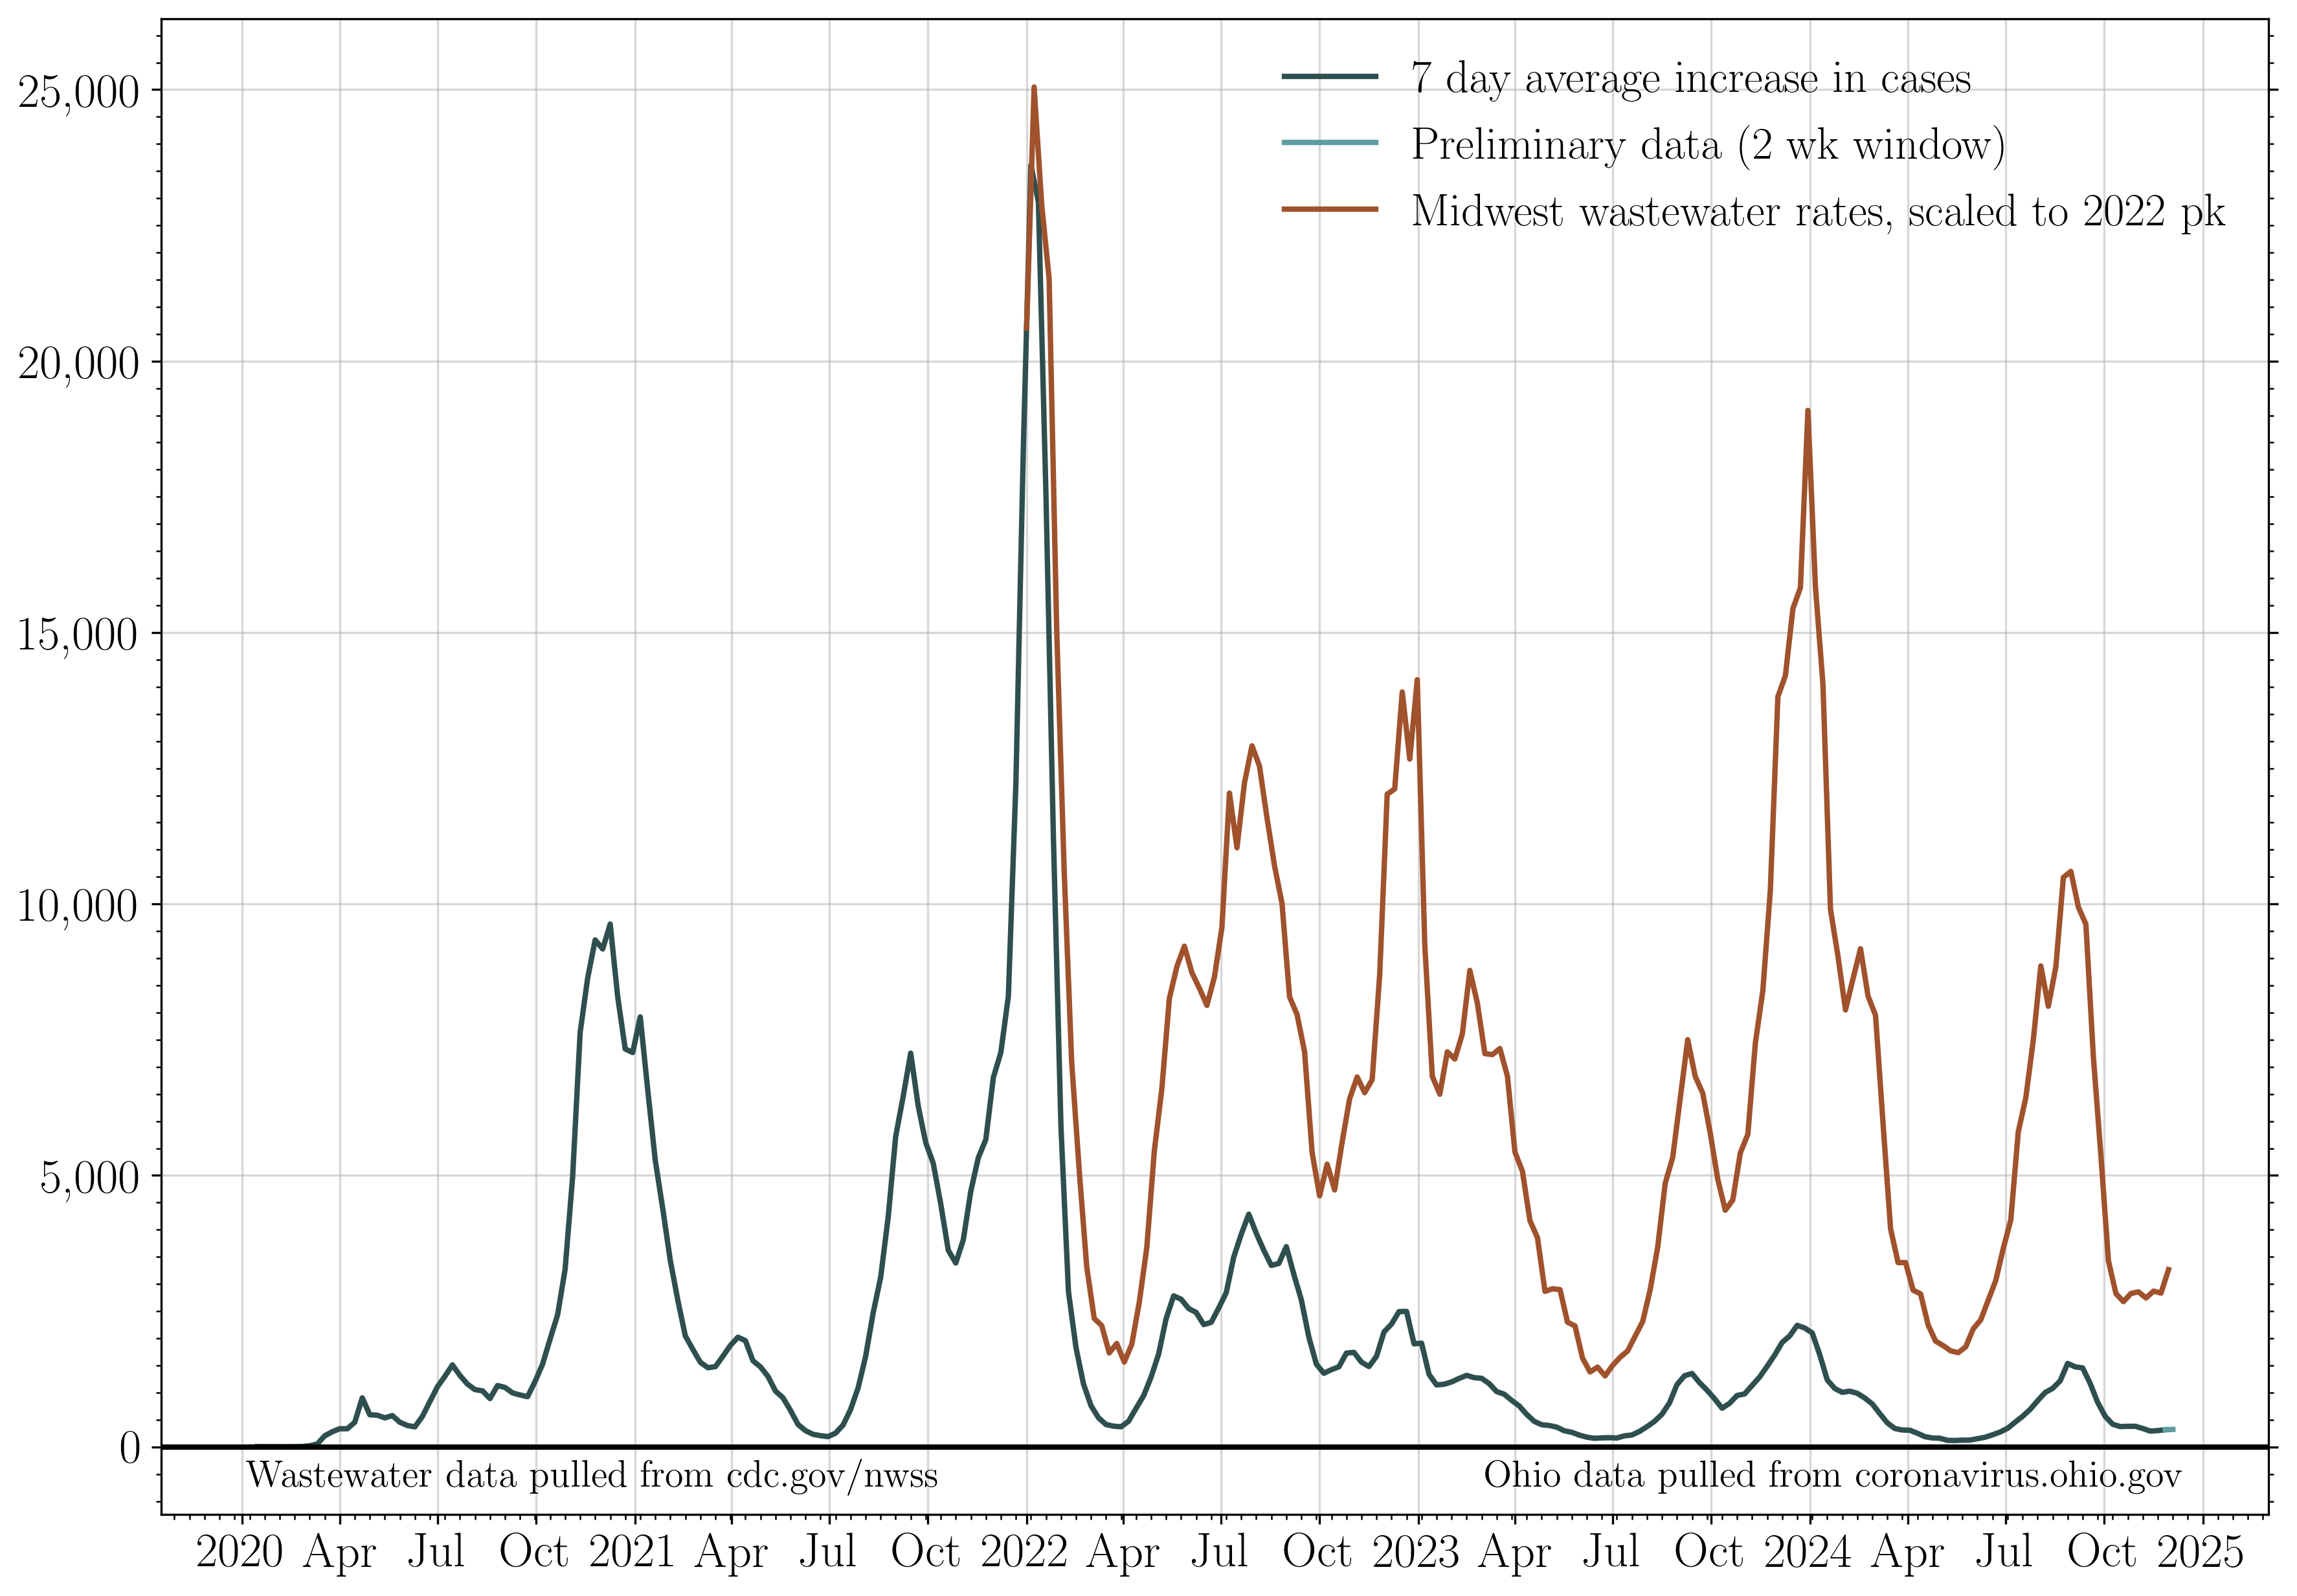 25,000
20,000
15,000
10,000
5,000
0
7 day average increase in cases
Preliminary data (2 wk window)
Midwest wastewater rates, scaled to 2022 pk
Wastewater data pulled from cdc.gov/nwss
Ohio data pulled from coronavirus.ohio.gov
2020 Apr Jul Oct 2021 Apr Jul Oct 2022 Apr Jul Oct 2023 Apr Jul Oct 2024 Apr Jul Oct 2025